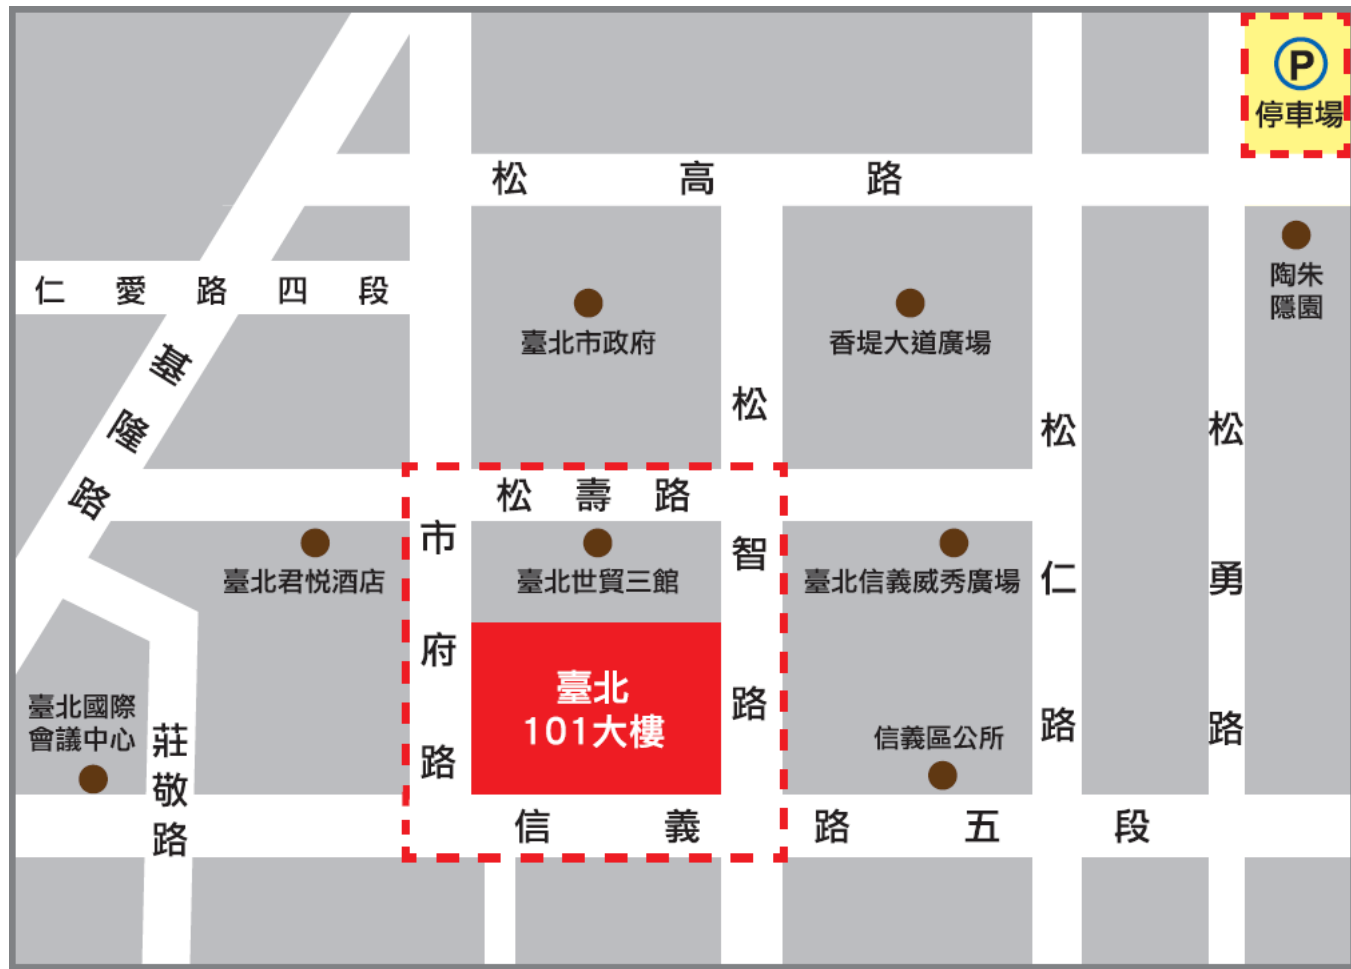 P
停車場
松高路
陶朱
隱園
仁愛路四段
臺北市政府
香堤大道廣場
基隆路
松智路
松仁路
松勇路
松壽路
市府路
臺北君悅酒店
臺北世貿三館
臺北信義威秀廣場
臺北
101大樓
臺北國際
會議中心
莊敬路
信義區公所
信義路五段